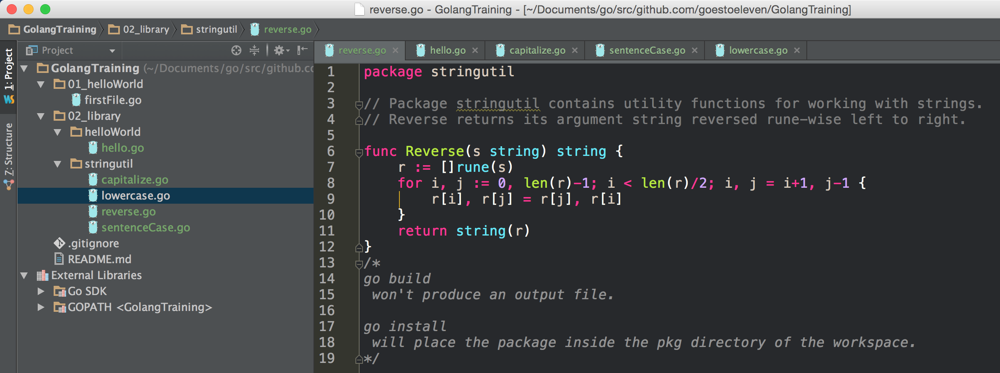 reverse.go - GolangTraining - [~/Documents/go/src/github.com/goestoeleven/GolangTraining]
GolangTraining 02_library stringutil reverse.go
1: Project
7: Structure
Project
GolangTraining (~/Documents/go/src/github.co
01_helloWorld
firstFile.go
02_library
helloWorld
hello.go
stringutil
capitalize.go
lowercase.go
reverse.go
sentenceCase.go
.gitignore
README.md
External Libraries
Go SDK
GOPATH <GolangTraining>
reverse.go × hello.go × capitalize.go × sentenceCase.go × lowercase.go ×
1 package stringutil
2
3 // Package stringutil contains utility functions for working with strings.
4 // Reverse returns its argument string reversed rune-wise left to right.
5
6 func Reverse(s string) string {
7     r := []rune(s)
8     for i, j := 0, len(r)-1; i < len(r)/2; i, j = i+1, j-1 {
9         r[i], r[j] = r[j], r[i]
10     }
11     return string(r)
12 }
13 /*
14 go build
15  won't produce an output file.
16
17 go install
18  will place the package inside the pkg directory of the workspace.
19 */